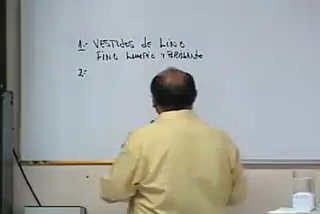 1.- VESTIDOS de LINO
FINO LIMPIO Y BRILLANTE
2.-